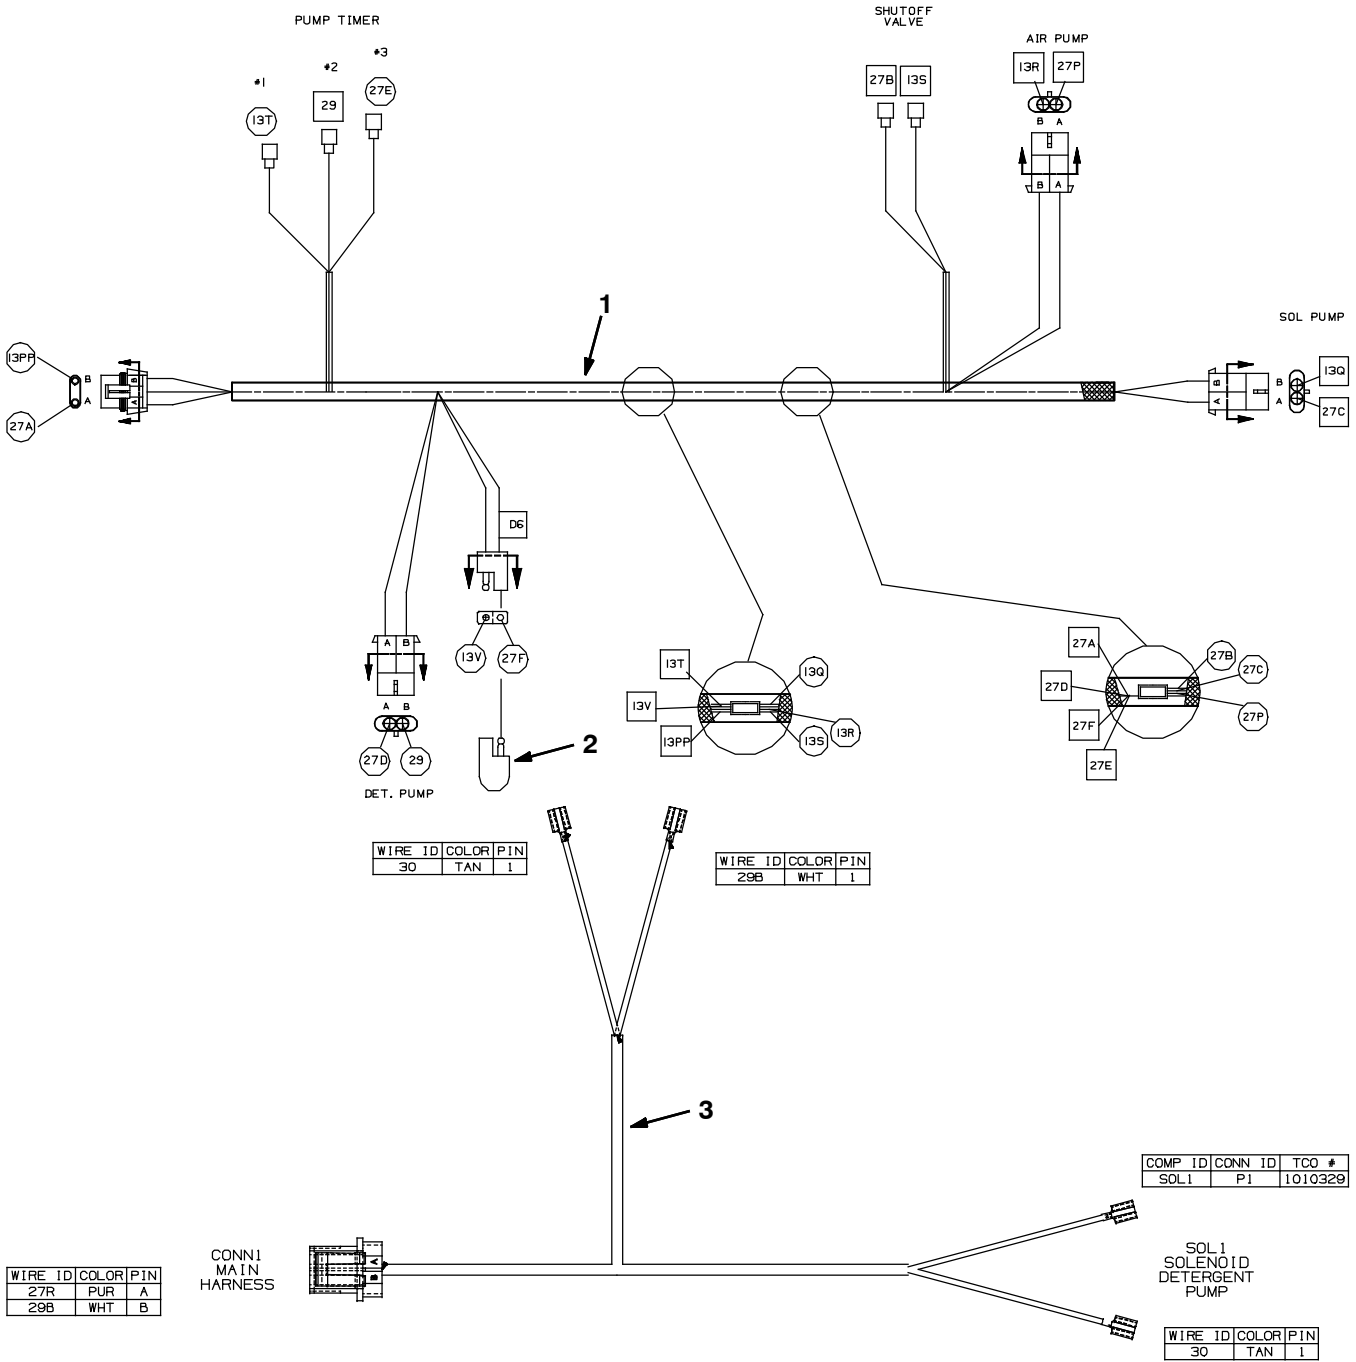 PUMP TIMER
SHUTOFF
VALVE
AIR PUMP
#1
#2
#3
13T
29
27E
27B
13S
13R
27P
B A
B A
1
SOL PUMP
13PP
B
A
27A
B
A
B
A
B
A
13Q
27C
D6
A B
13V
27F
A B
27D
29
DET. PUMP
2
13T
13Q
13V
13PP
13S
13R
27A
27B
27C
27D
27F
27P
27E
WIRE ID COLOR PIN
30 TAN 1
WIRE ID COLOR PIN
29B WHT 1
3
COMP ID CONN ID TCO #
SOL1 P1 1010329
CONN1
MAIN
HARNESS
A
B
SOL1
SOLENOID
DETERGENT
PUMP
WIRE ID COLOR PIN
27R PUR A
29B WHT B
WIRE ID COLOR PIN
30 TAN 1